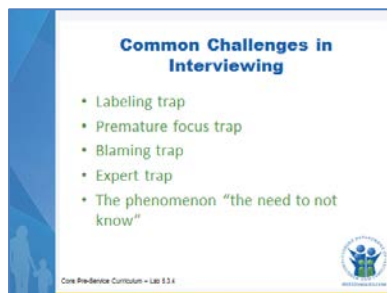 Common Challenges in
Interviewing
• Labeling trap
• Premature focus trap
• Blaming trap
• Expert trap
• The phenomenon "the need to not
know"
Core Pre-Service Curriculum • Lab 5.3.4